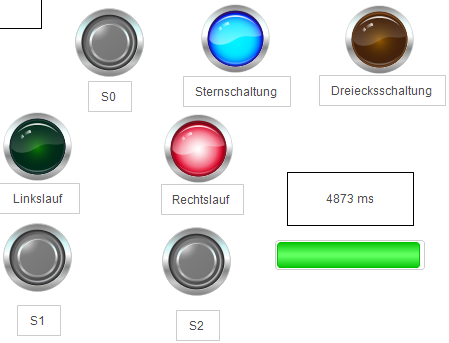 S0
Sternschaltung
Dreiecksschaltung
Linkslauf
Rechtslauf
4873 ms
S1
S2